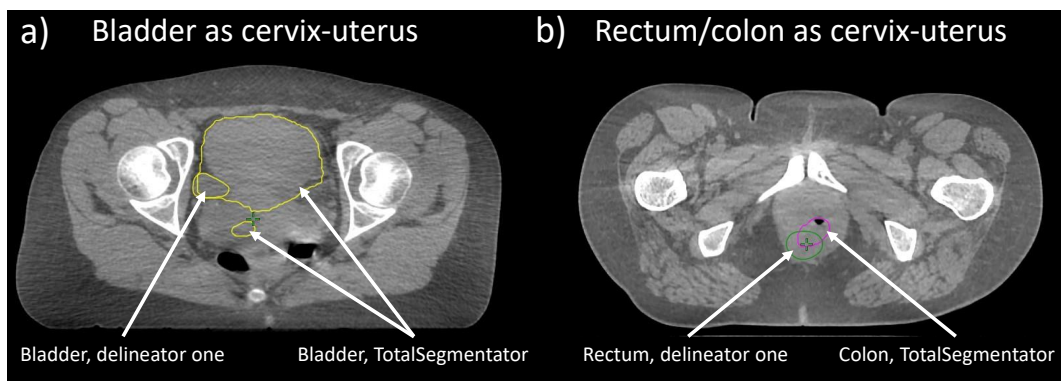 a) Bladder as cervix-uterus
b) Rectum/colon as cervix-uterus
Bladder, delineator one
Bladder, TotalSegmentator
Rectum, delineator one
Colon, TotalSegmentator